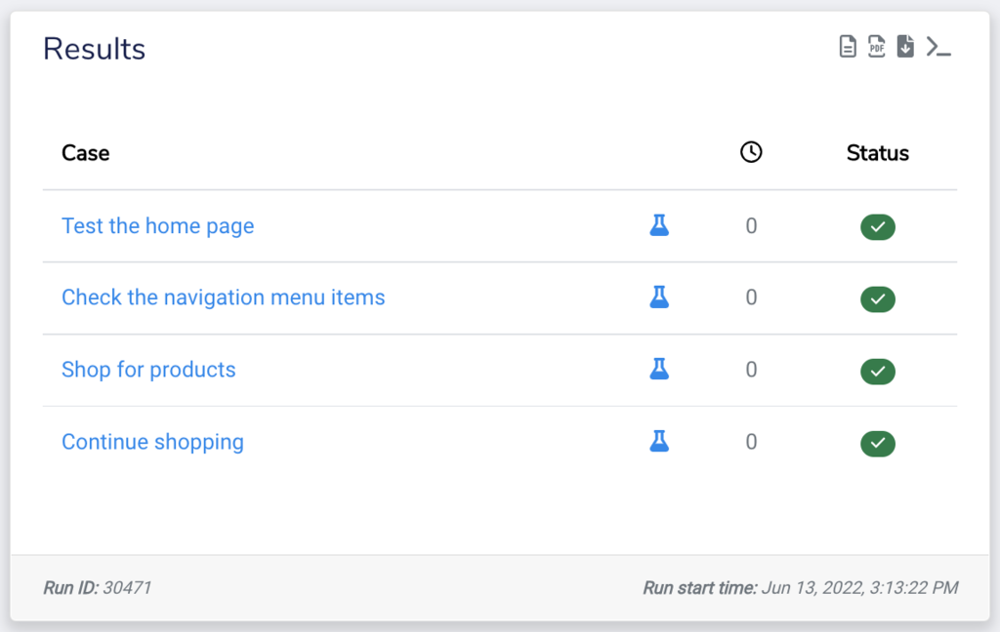 Results
PDF
Case Status
Test the home page 0
Check the navigation menu items 0
Shop for products 0
Continue shopping 0
Run ID: 30471 Run start time: Jun 13, 2022, 3:13:22 PM